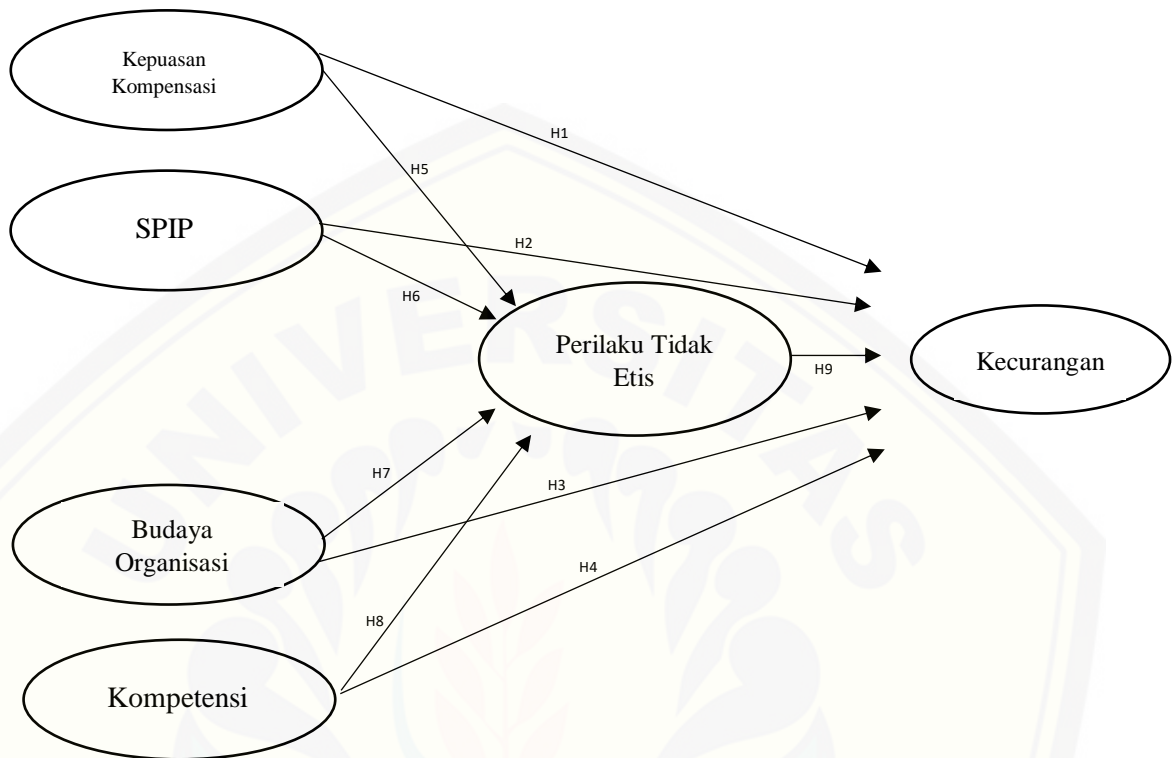 Kepuasan
Kompensasi
H1
H5
SPIP
H2
H6
Perilaku Tidak
Etis
H9
Kecurangan
H7
H3
Budaya
Organisasi
H4
H8
Kompetensi
UNIVERSITAS